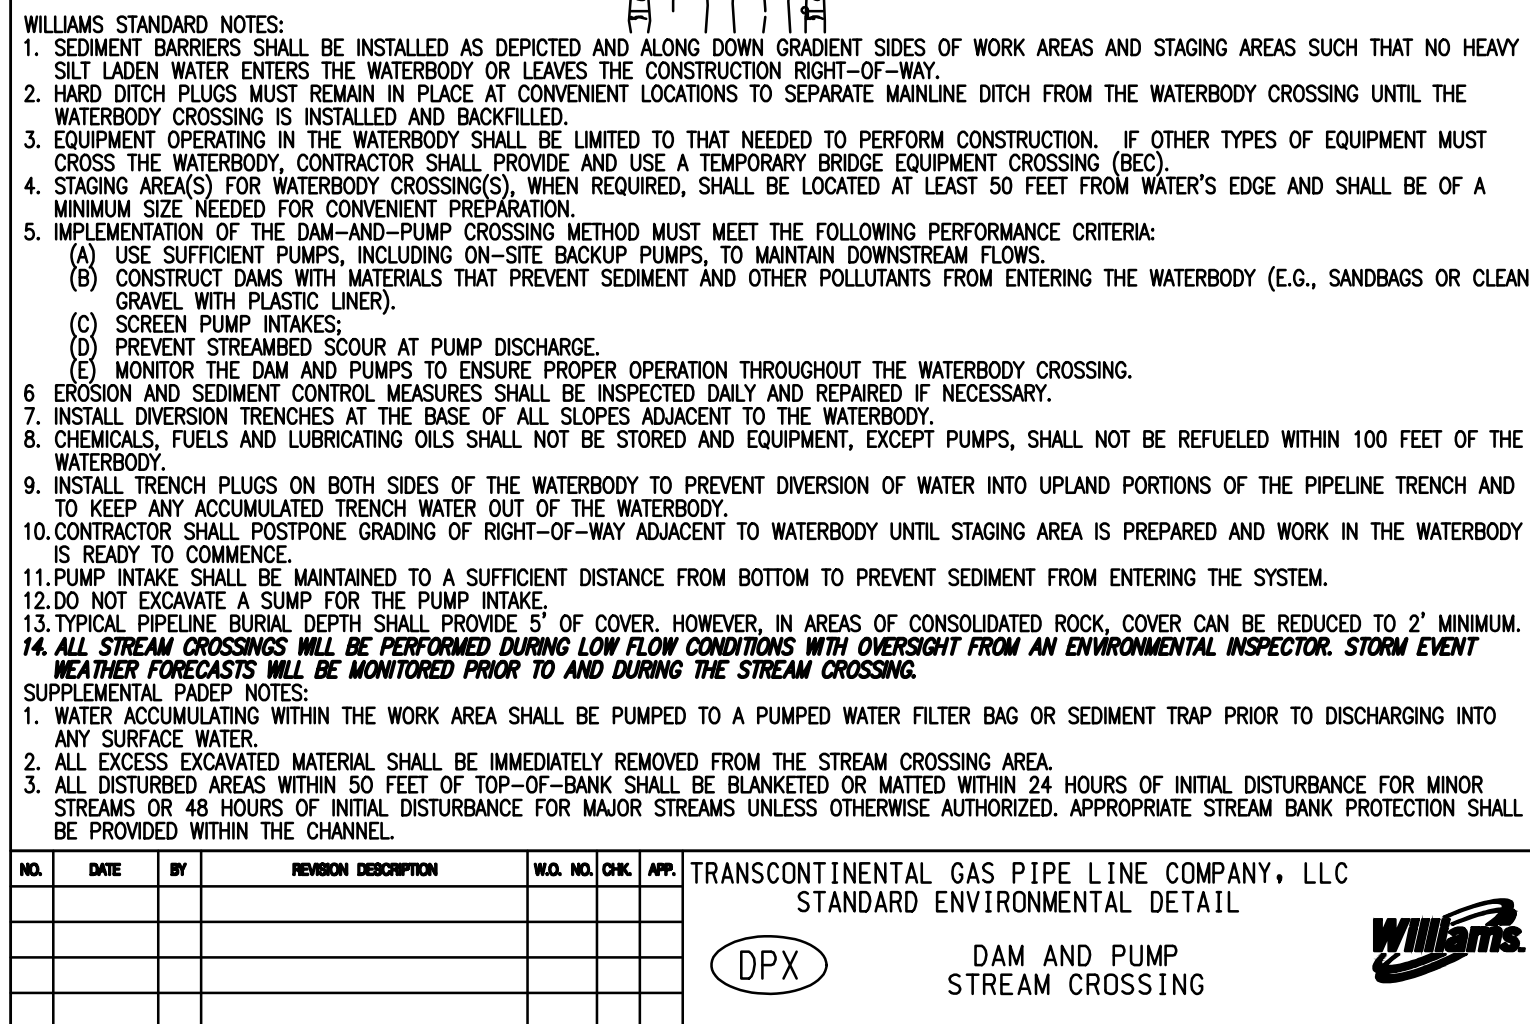 WILLIAMS STANDARD NOTES:
1. SEDIMENT BARRIERS SHALL BE INSTALLED AS DEPICTED AND ALONG DOWN GRADIENT SIDES OF WORK AREAS AND STAGING AREAS SUCH THAT NO HEAVY
SILT LADEN WATER ENTERS THE WATERBODY OR LEAVES THE CONSTRUCTION RIGHT-OF-WAY.
2. HARD DITCH PLUGS MUST REMAIN IN PLACE AT CONVENIENT LOCATIONS TO SEPARATE MAINLINE DITCH FROM THE WATERBODY CROSSING UNTIL THE
WATERBODY CROSSING IS INSTALLED AND BACKFILLED.
3. EQUIPMENT OPERATING IN THE WATERBODY SHALL BE LIMITED TO THAT NEEDED TO PERFORM CONSTRUCTION. IF OTHER TYPES OF EQUIPMENT MUST
CROSS THE WATERBODY, CONTRACTOR SHALL PROVIDE AND USE A TEMPORARY BRIDGE EQUIPMENT CROSSING (BEC).
4. STAGING AREA(S) FOR WATERBODY CROSSING(S), WHEN REQUIRED, SHALL BE LOCATED AT LEAST 50 FEET FROM WATER'S EDGE AND SHALL BE OF A
MINIMUM SIZE NEEDED FOR CONVENIENT PREPARATION.
5. IMPLEMENTATION OF THE DAM-AND-PUMP CROSSING METHOD MUST MEET THE FOLLOWING PERFORMANCE CRITERIA:
(A) USE SUFFICIENT PUMPS, INCLUDING ON-SITE BACKUP PUMPS, TO MAINTAIN DOWNSTREAM FLOWS.
(B) CONSTRUCT DAMS WITH MATERIALS THAT PREVENT SEDIMENT AND OTHER POLLUTANTS FROM ENTERING THE WATERBODY (E.G., SANDBAGS OR CLEAN
GRAVEL WITH PLASTIC LINER).
(C) SCREEN PUMP INTAKES;
(D) PREVENT STREAMBED SCOUR AT PUMP DISCHARGE.
(E) MONITOR THE DAM AND PUMPS TO ENSURE PROPER OPERATION THROUGHOUT THE WATERBODY CROSSING.
6 EROSION AND SEDIMENT CONTROL MEASURES SHALL BE INSPECTED DAILY AND REPAIRED IF NECESSARY.
7. INSTALL DIVERSION TRENCHES AT THE BASE OF ALL SLOPES ADJACENT TO THE WATERBODY.
8. CHEMICALS, FUELS AND LUBRICATING OILS SHALL NOT BE STORED AND EQUIPMENT, EXCEPT PUMPS, SHALL NOT BE REFUELED WITHIN 100 FEET OF THE
WATERBODY.
9. INSTALL TRENCH PLUGS ON BOTH SIDES OF THE WATERBODY TO PREVENT DIVERSION OF WATER INTO UPLAND PORTIONS OF THE PIPELINE TRENCH AND
TO KEEP ANY ACCUMULATED TRENCH WATER OUT OF THE WATERBODY.
10. CONTRACTOR SHALL POSTPONE GRADING OF RIGHT-OF-WAY ADJACENT TO WATERBODY UNTIL STAGING AREA IS PREPARED AND WORK IN THE WATERBODY
IS READY TO COMMENCE.
11. PUMP INTAKE SHALL BE MAINTAINED TO A SUFFICIENT DISTANCE FROM BOTTOM TO PREVENT SEDIMENT FROM ENTERING THE SYSTEM.
12. DO NOT EXCAVATE A SUMP FOR THE PUMP INTAKE.
13. TYPICAL PIPELINE BURIAL DEPTH SHALL PROVIDE 5' OF COVER. HOWEVER, IN AREAS OF CONSOLIDATED ROCK, COVER CAN BE REDUCED TO 2' MINIMUM.
14. ALL STREAM CROSSINGS WILL BE PERFORMED DURING LOW FLOW CONDITIONS WITH OVERSIGHT FROM AN ENVIRONMENTAL INSPECTOR. STORM EVENT
WEATHER FORECASTS WILL BE MONITORED PRIOR TO AND DURING THE STREAM CROSSING.
SUPPLEMENTAL PADEP NOTES:
1. WATER ACCUMULATING WITHIN THE WORK AREA SHALL BE PUMPED TO A PUMPED WATER FILTER BAG OR SEDIMENT TRAP PRIOR TO DISCHARGING INTO
ANY SURFACE WATER.
2. ALL EXCESS EXCAVATED MATERIAL SHALL BE IMMEDIATELY REMOVED FROM THE STREAM CROSSING AREA.
3. ALL DISTURBED AREAS WITHIN 50 FEET OF TOP-OF-BANK SHALL BE BLANKETED OR MATTED WITHIN 24 HOURS OF INITIAL DISTURBANCE FOR MINOR
STREAMS OR 48 HOURS OF INITIAL DISTURBANCE FOR MAJOR STREAMS UNLESS OTHERWISE AUTHORIZED. APPROPRIATE STREAM BANK PROTECTION SHALL
BE PROVIDED WITHIN THE CHANNEL.
NO. DATE BY REVISION DESCRIPTION W.O. NO. CHK. APP.
TRANSCONTINENTAL GAS PIPE LINE COMPANY, LLC
STANDARD ENVIRONMENTAL DETAIL
DPX
DAM AND PUMP
STREAM CROSSING
Williams.